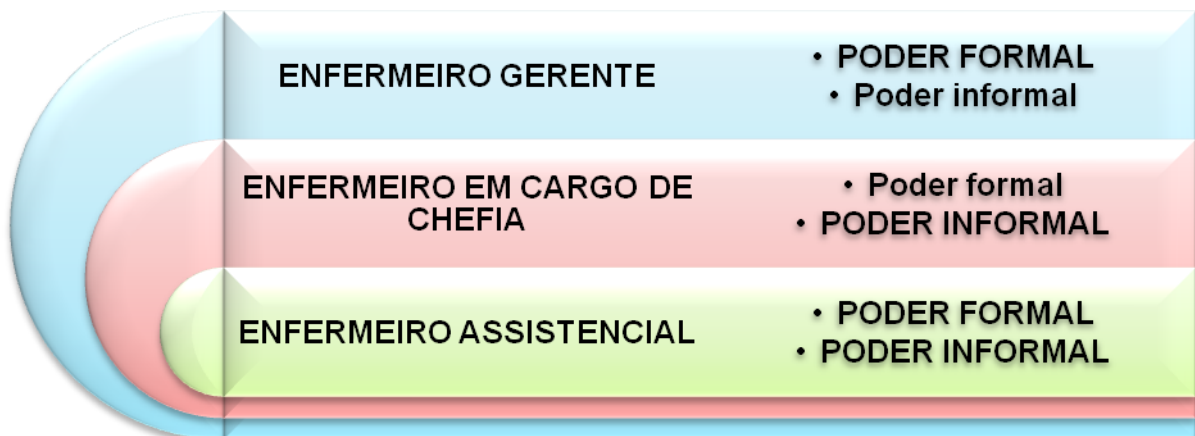 ENFERMEIRO GERENTE
• PODER FORMAL
• Poder informal
ENFERMEIRO EM CARGO DE
CHEFIA
• Poder formal
• PODER INFORMAL
ENFERMEIRO ASSISTENCIAL
• PODER FORMAL
• PODER INFORMAL